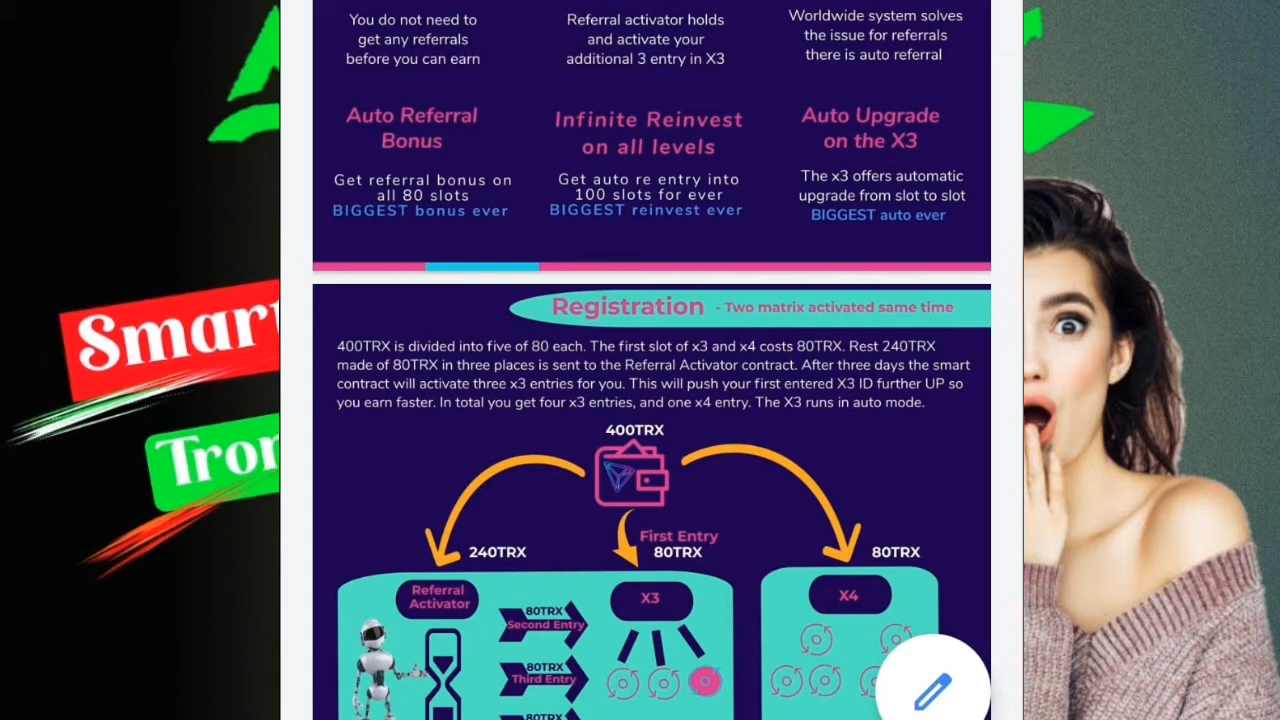 You do not need to
get any referrals
before you can earn
Referral activator holds
and activate your
additional 3 entry in X3
Worldwide system solves
the issue for referrals
there is auto referral
Auto Referral
Bonus
Get referral bonus on
all 80 slots
BIGGEST bonus ever
Infinite Reinvest
on all levels
Get auto re entry into
100 slots for ever
BIGGEST reinvest ever
Auto Upgrade
on the X3
The x3 offers automatic
upgrade from slot to slot
BIGGEST auto ever
Smar
Tron
Registration - Two matrix activated same time
400TRX is divided into five of 80 each. The first slot of x3 and x4 costs 80TRX. Rest 240TRX
made of 80TRX in three places is sent to the Referral Activator contract. After three days the smart
contract will activate three x3 entries for you. This will push your first entered X3 ID further UP so
you earn faster. In total you get four x3 entries, and one x4 entry. The X3 runs in auto mode.
400TRX
240TRX
First Entry
80TRX
80TRX
Referral
Activator
80TRX
Second Entry
80TRX
Third Entry
80TRX
X3
X4